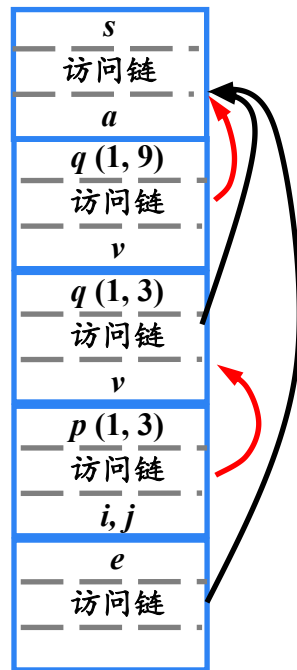 s
访问链
a
q (1, 9)
访问链
v
q (1, 3)
访问链
v
p (1, 3)
访问链
i, j
e
访问链